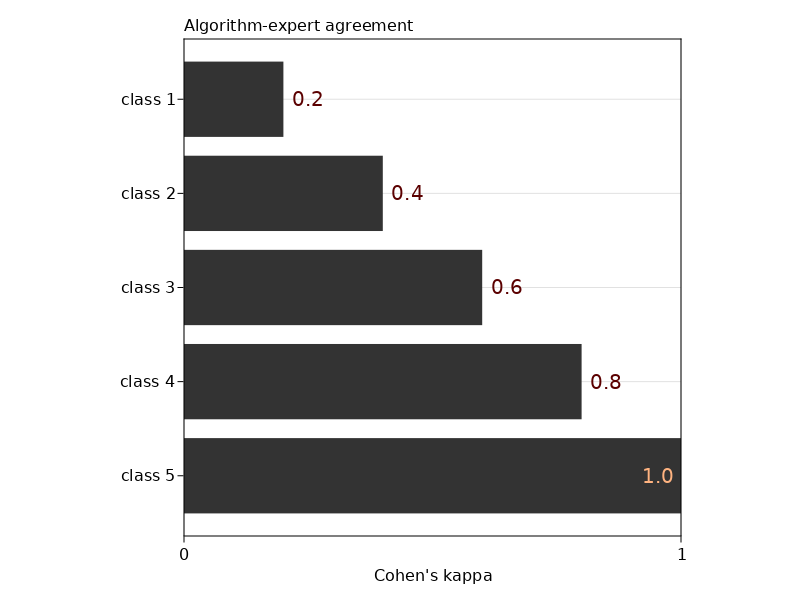 Algorithm-expert agreement
class 1 0.2
class 2 0.4
class 3 0.6
class 4 0.8
class 5 1.0
0 1
Cohen's kappa